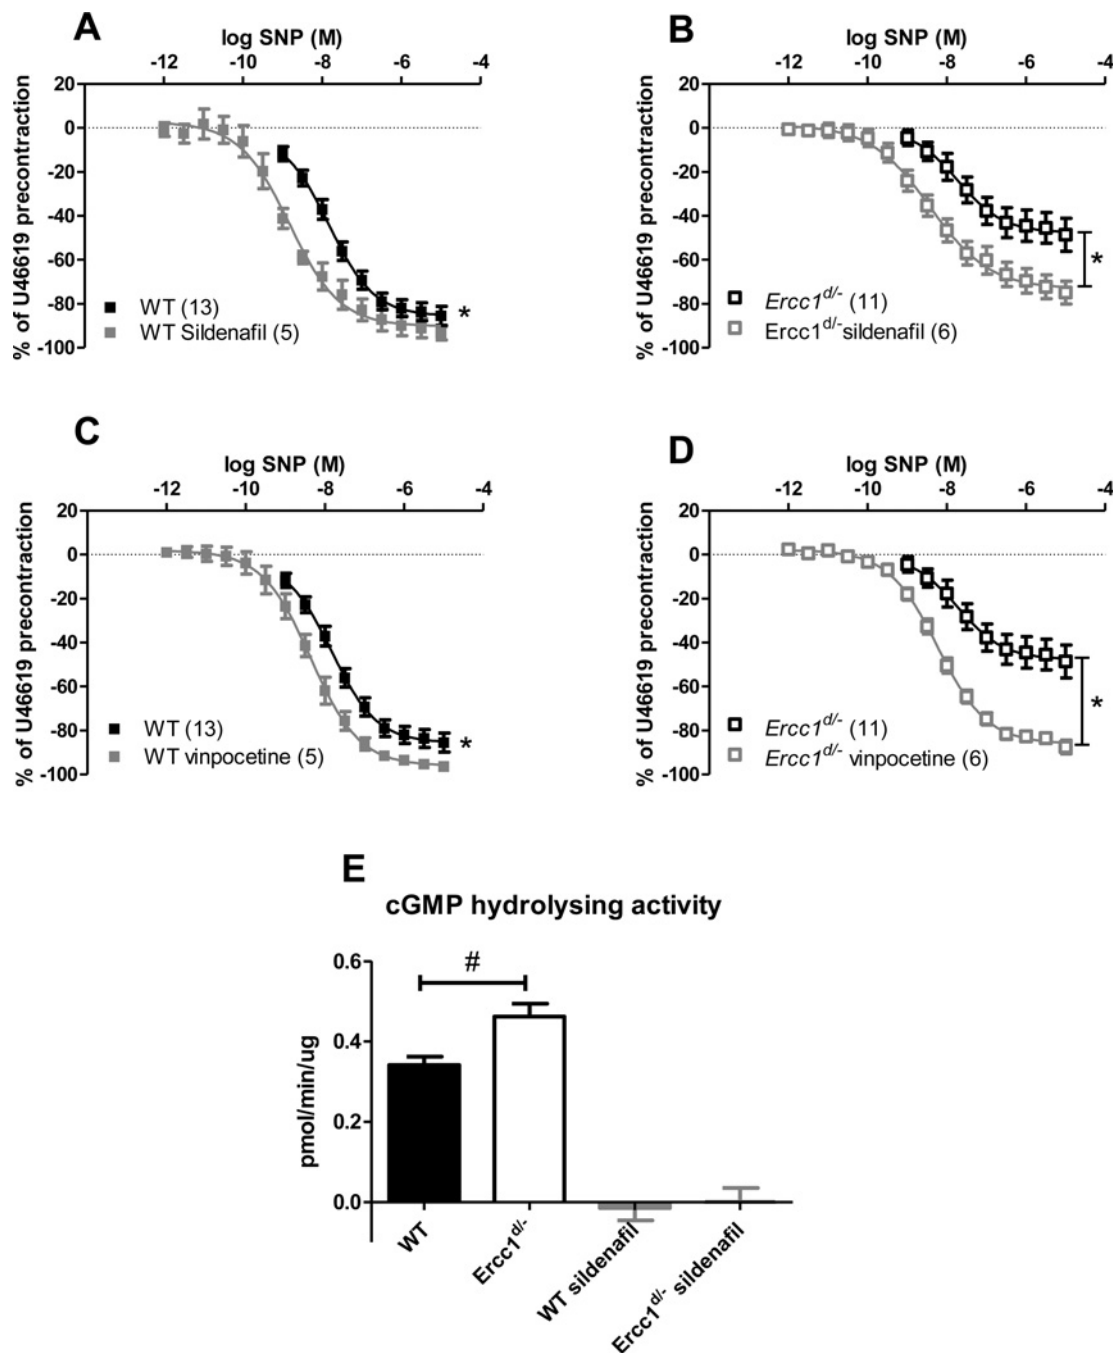 A
log SNP (M)
-12 -10 -8 -6 -4
20
0
-20
-40
-60
-80
-100
% of U46619 precontraction
WT (13)
WT Sildenafil (5)
*
B
log SNP (M)
-12 -10 -8 -6 -4
20
0
-20
-40
-60
-80
-100
% of U46619 precontraction
Ercc1d/- (11)
Ercc1d/- sildenafil (6)
*
C
log SNP (M)
-12 -10 -8 -6 -4
20
0
-20
-40
-60
-80
-100
% of U46619 precontraction
WT (13)
WT vinpocetine (5)
*
D
log SNP (M)
-12 -10 -8 -6 -4
20
0
-20
-40
-60
-80
-100
% of U46619 precontraction
Ercc1d/- (11)
Ercc1d/- vinpocetine (6)
*
E
cGMP hydrolysing activity
#
0.6
0.4
0.2
0.0
pmol/min/ug
WT
Ercc1d/-
WT sildenafil
Ercc1d/- sildenafil